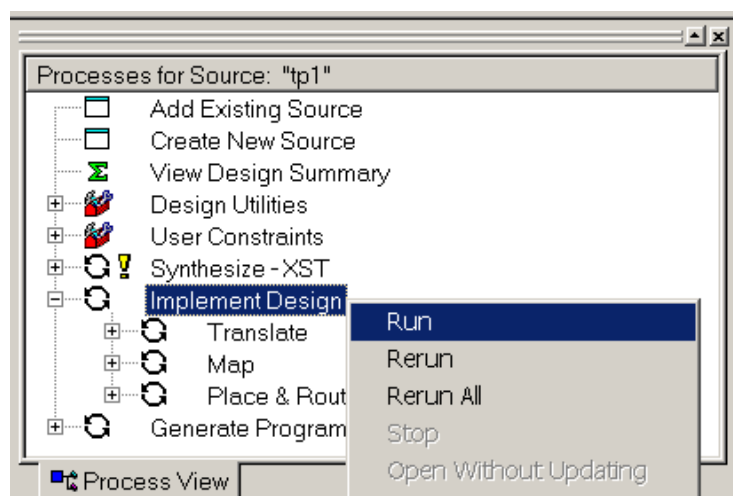 Processes for Source: "tp1"
Add Existing Source
Create New Source
View Design Summary
Design Utilities
User Constraints
Synthesize - XST
Implement Design
Run
Translate
Map
Rerun
Place & Rout
Rerun All
Generate Program
Stop
Open Without Updating
Process View